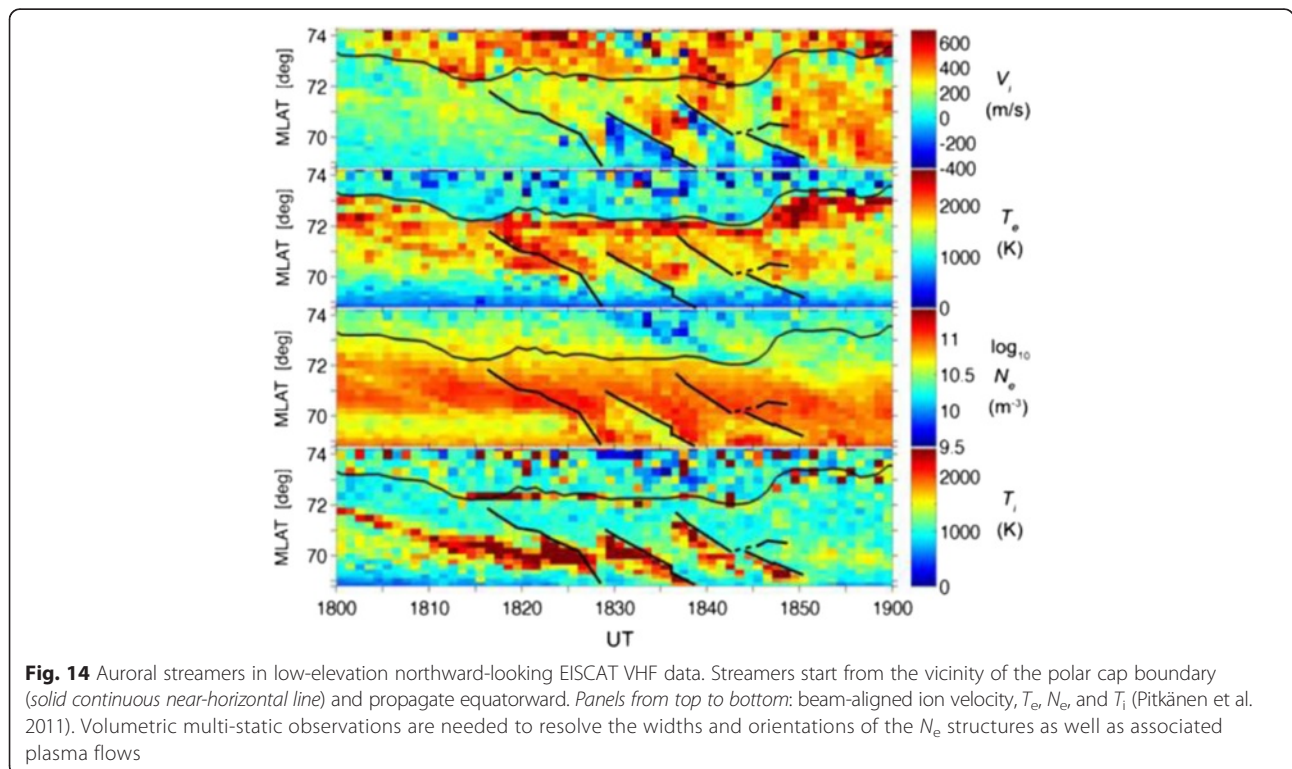 74
72
70
MLAT [deg]
600
400
200
0
-200
-400
Vi
(m/s)
74
72
70
MLAT [deg]
2000
1000
0
Te
(K)
74
72
70
MLAT [deg]
11
10.5
10
9.5
log10
Ne
(m-3)
74
72
70
MLAT [deg]
2000
1000
0
Ti
(K)
1800 1810 1820 1830 1840 1850 1900
UT
Fig. 14 Auroral streamers in low-elevation northward-looking EISCAT VHF data. Streamers start from the vicinity of the polar cap boundary
(solid continuous near-horizontal line) and propagate equatorward. Panels from top to bottom: beam-aligned ion velocity, Te, Ne, and Ti (Pitkänen et al.
2011). Volumetric multi-static observations are needed to resolve the widths and orientations of the Ne structures as well as associated
plasma flows